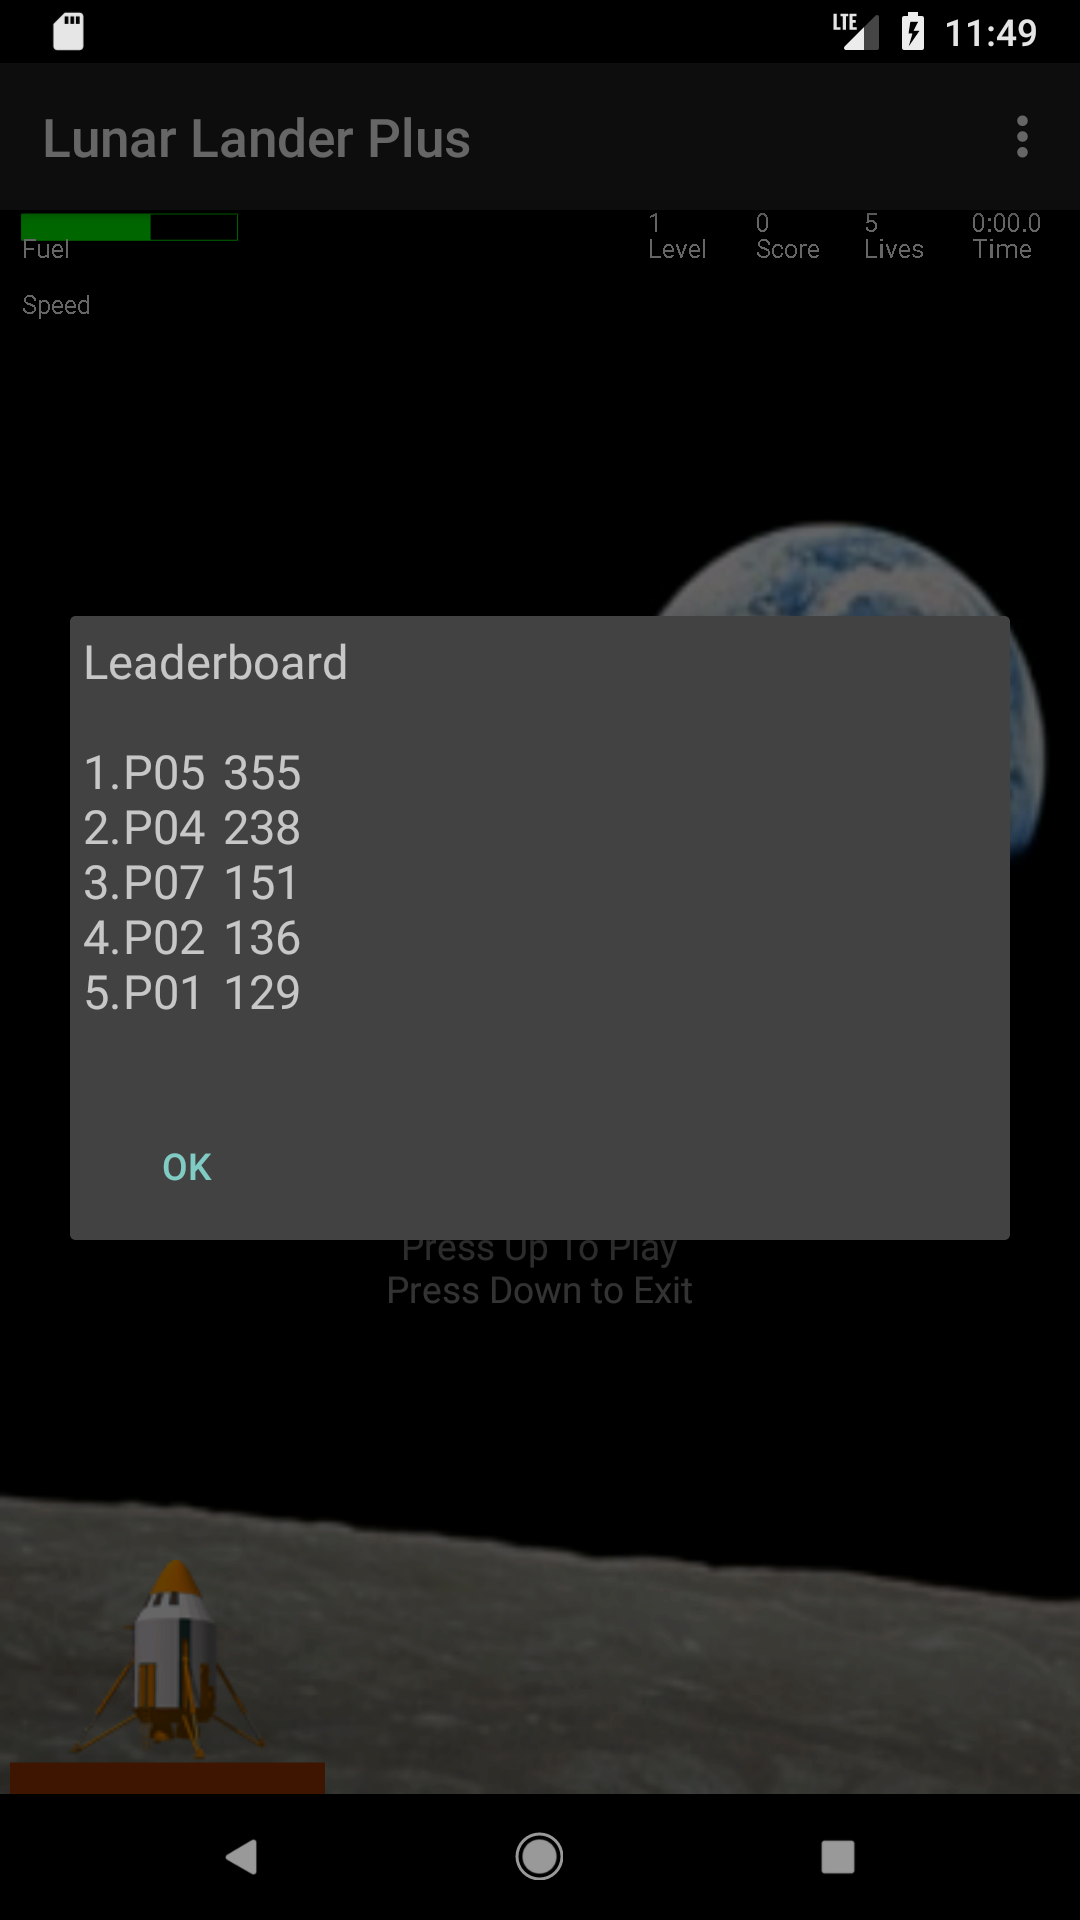 LTE 11:49
Lunar Lander Plus
1 0 5 0:00.0
Fuel Level Score Lives Time
Speed
Leaderboard
1.P05 355
2.P04 238
3.P07 151
4.P02 136
5.P01 129
OK
Press Up To Play
Press Down to Exit